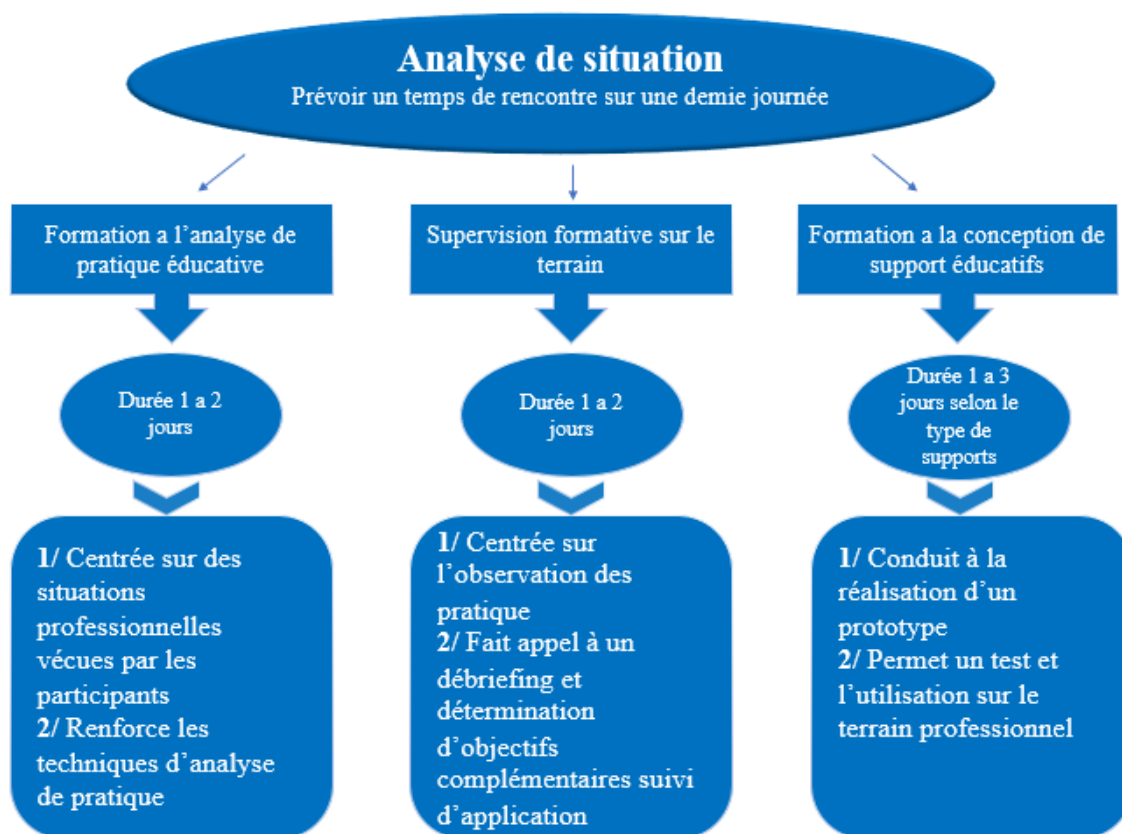 Analyse de situation
Prévoir un temps de rencontre sur une demie journée
Formation a l’analyse de
pratique éducative
Supervision formative sur le
terrain
Formation a la conception de
support éducatifs
Durée 1 a 2
jours
Durée 1 a 2
jours
Durée 1 a 3
jours selon le
type de
supports
1/ Centrée sur des
situations
professionnelles
vécues par les
participants
2/ Renforce les
techniques d’analyse
de pratique
1/ Centrée sur
l’observation des
pratique
2/ Fait appel à un
débriefing et
détermination
d’objectifs
complémentaires suivi
d’application
1/ Conduit à la
réalisation d’un
prototype
2/ Permet un test et
l’utilisation sur le
terrain professionnel